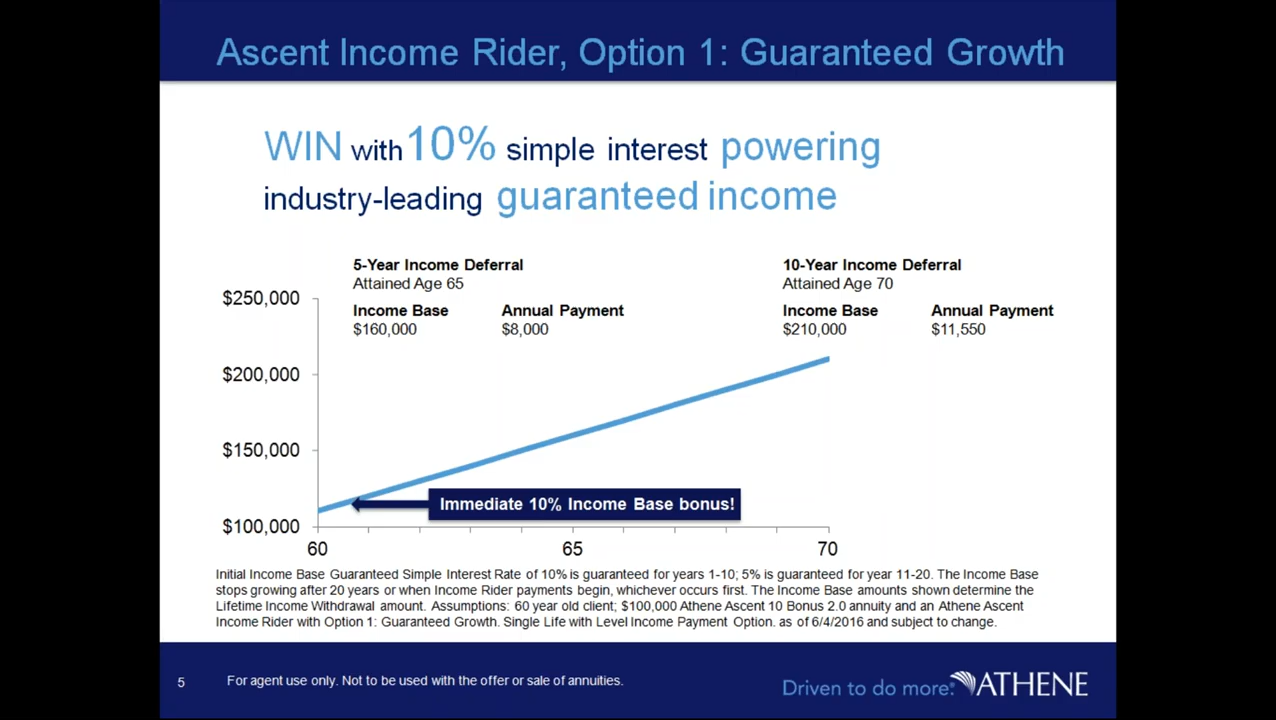 Ascent Income Rider, Option 1: Guaranteed Growth
WIN with 10% simple interest powering
industry-leading guaranteed income
5-Year Income Deferral
Attained Age 65
Income Base Annual Payment
$160,000 $8,000
10-Year Income Deferral
Attained Age 70
Income Base Annual Payment
$210,000 $11,550
$250,000
$200,000
$150,000
$100,000
Immediate 10% Income Base bonus!
60 65 70
Initial Income Base Guaranteed Simple Interest Rate of 10% is guaranteed for years 1-10; 5% is guaranteed for year 11-20. The Income Base
stops growing after 20 years or when Income Rider payments begin, whichever occurs first. The Income Base amounts shown determine the
Lifetime Income Withdrawal amount. Assumptions: 60 year old client; $100,000 Athene Ascent 10 Bonus 2.0 annuity and an Athene Ascent
Income Rider with Option 1: Guaranteed Growth. Single Life with Level Income Payment Option. as of 6/4/2016 and subject to change.
5 For agent use only. Not to be used with the offer or sale of annuities.
Driven to do more. ATHENE